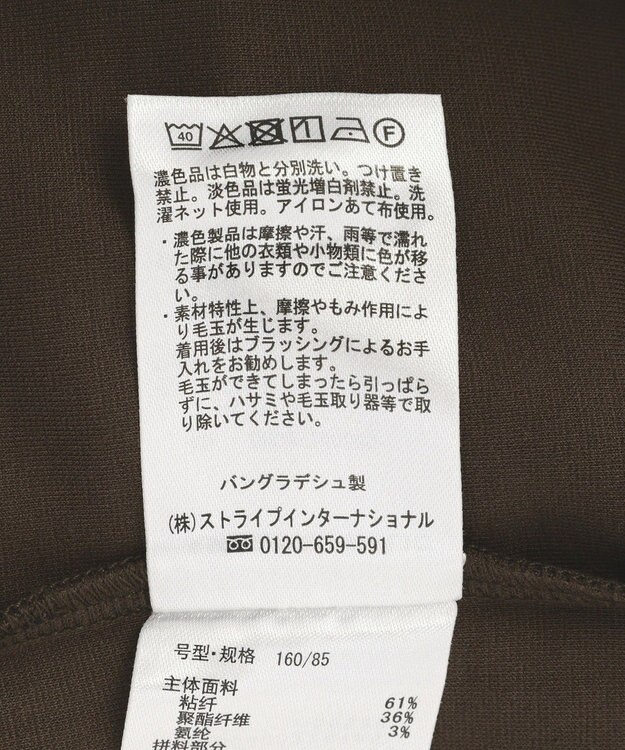 40 F
濃色品は白物と分別洗い。つけ置き
禁止。淡色品は蛍光増白剤禁止。洗
濯ネット使用。アイロンあて布使用。
・濃色製品は摩擦や汗、雨等で濡れ
た際に他の衣類や小物類に色が移
る事がありますのでご注意くださ
い。
・素材特性上、摩擦やもみ作用によ
り毛玉が生じます。
着用後はブラッシングによるお手
入れをお勧めします。
毛玉ができてしまったら引っぱら
ずに、ハサミや毛玉取り器等で取
り除いてください。
バングラデシュ製
(株)ストライプインターナショナル
0120-659-591
号型・规格 160/85
主体面料
粘纤 61%
聚酯纤维 36%
氨纶 3%
拼料部分